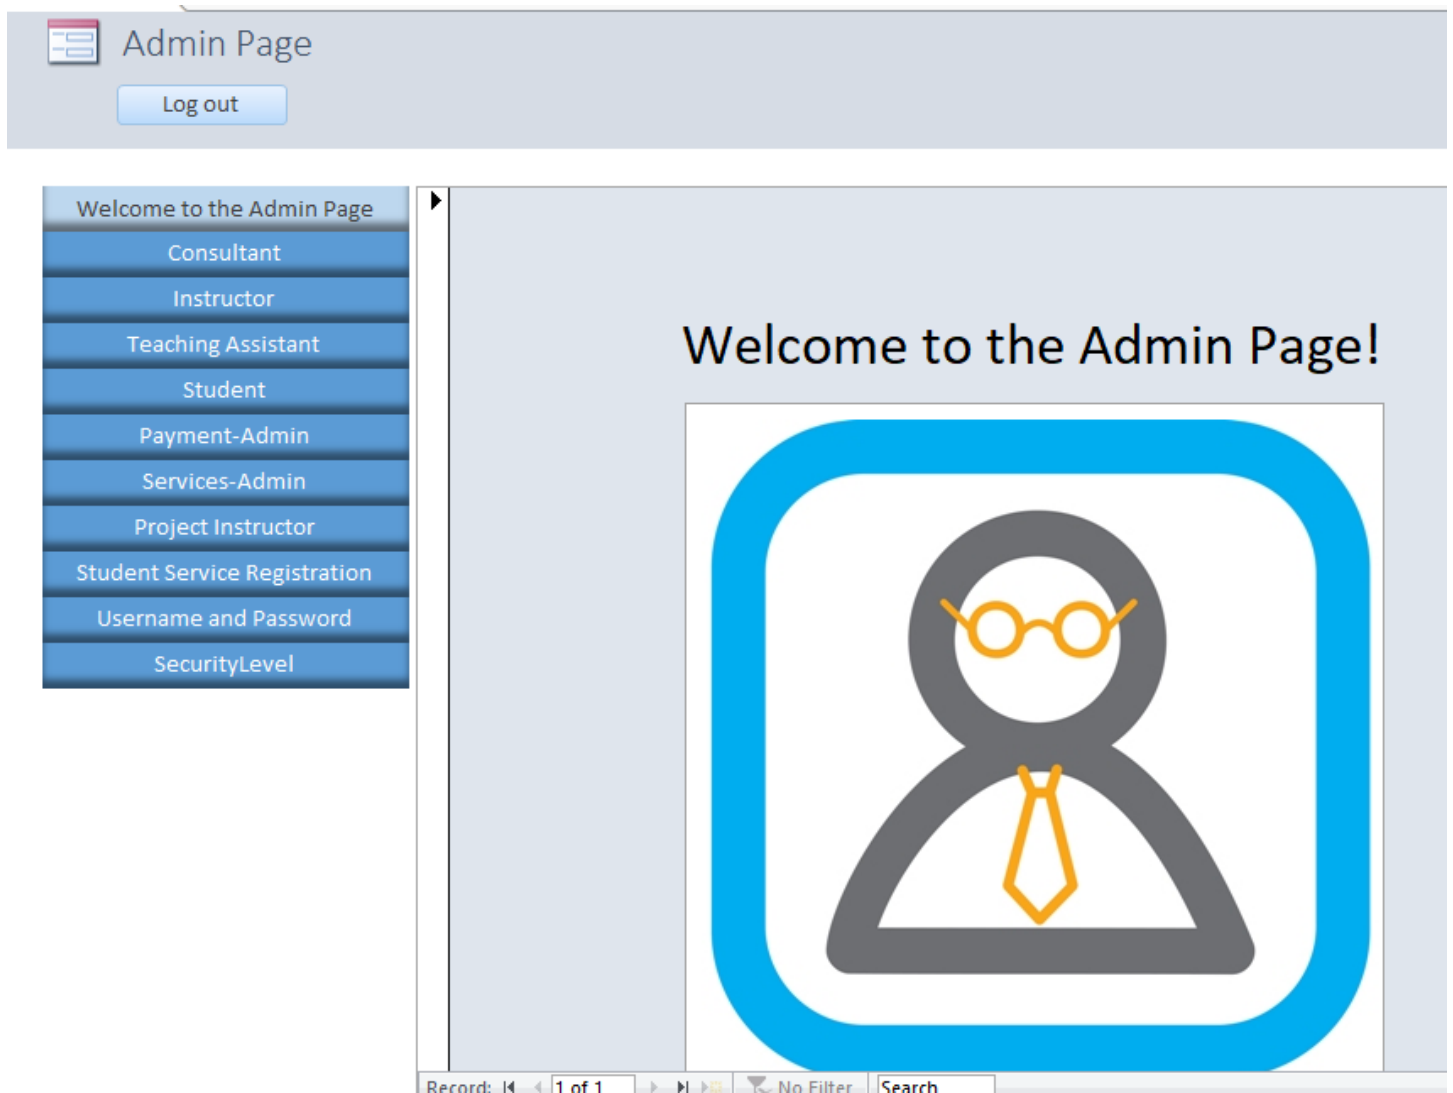 Admin Page
Log out
Welcome to the Admin Page
Consultant
Instructor
Teaching Assistant
Student
Payment-Admin
Services-Admin
Project Instructor
Student Service Registration
Username and Password
SecurityLevel
Welcome to the Admin Page!
Record: 1 of 1 No Filter Search